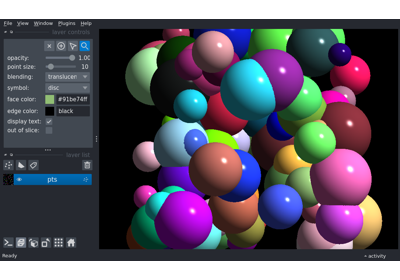 File View Window Plugins Help
layer controls
opacity: 1.00
point size: 10
blending: translucen
symbol: disc
face color: #91be74ff
edge color: black
display text:
out of slice:
layer list
pts
Ready
activity